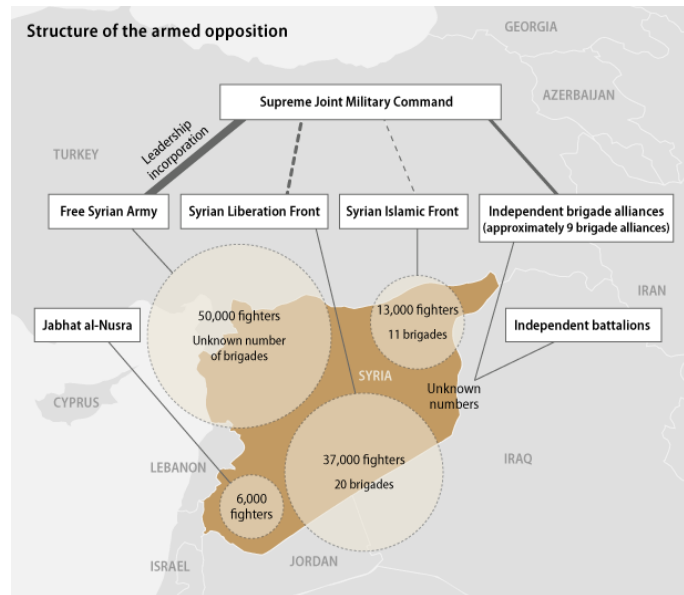 Structure of the armed opposition
GEORGIA
Supreme Joint Military Command
AZERBAIJAN
TURKEY
Leadership
incorporation
Free Syrian Army
Syrian Liberation Front
Syrian Islamic Front
Independent brigade alliances
(approximately 9 brigade alliances)
IRAN
50,000 fighters
Unknown number
of brigades
13,000 fighters
11 brigades
Jabhat al-Nusra
Independent battalions
SYRIA
Unknown
numbers
CYPRUS
LEBANON
IRAQ
37,000 fighters
20 brigades
6,000
fighters
ISRAEL
JORDAN